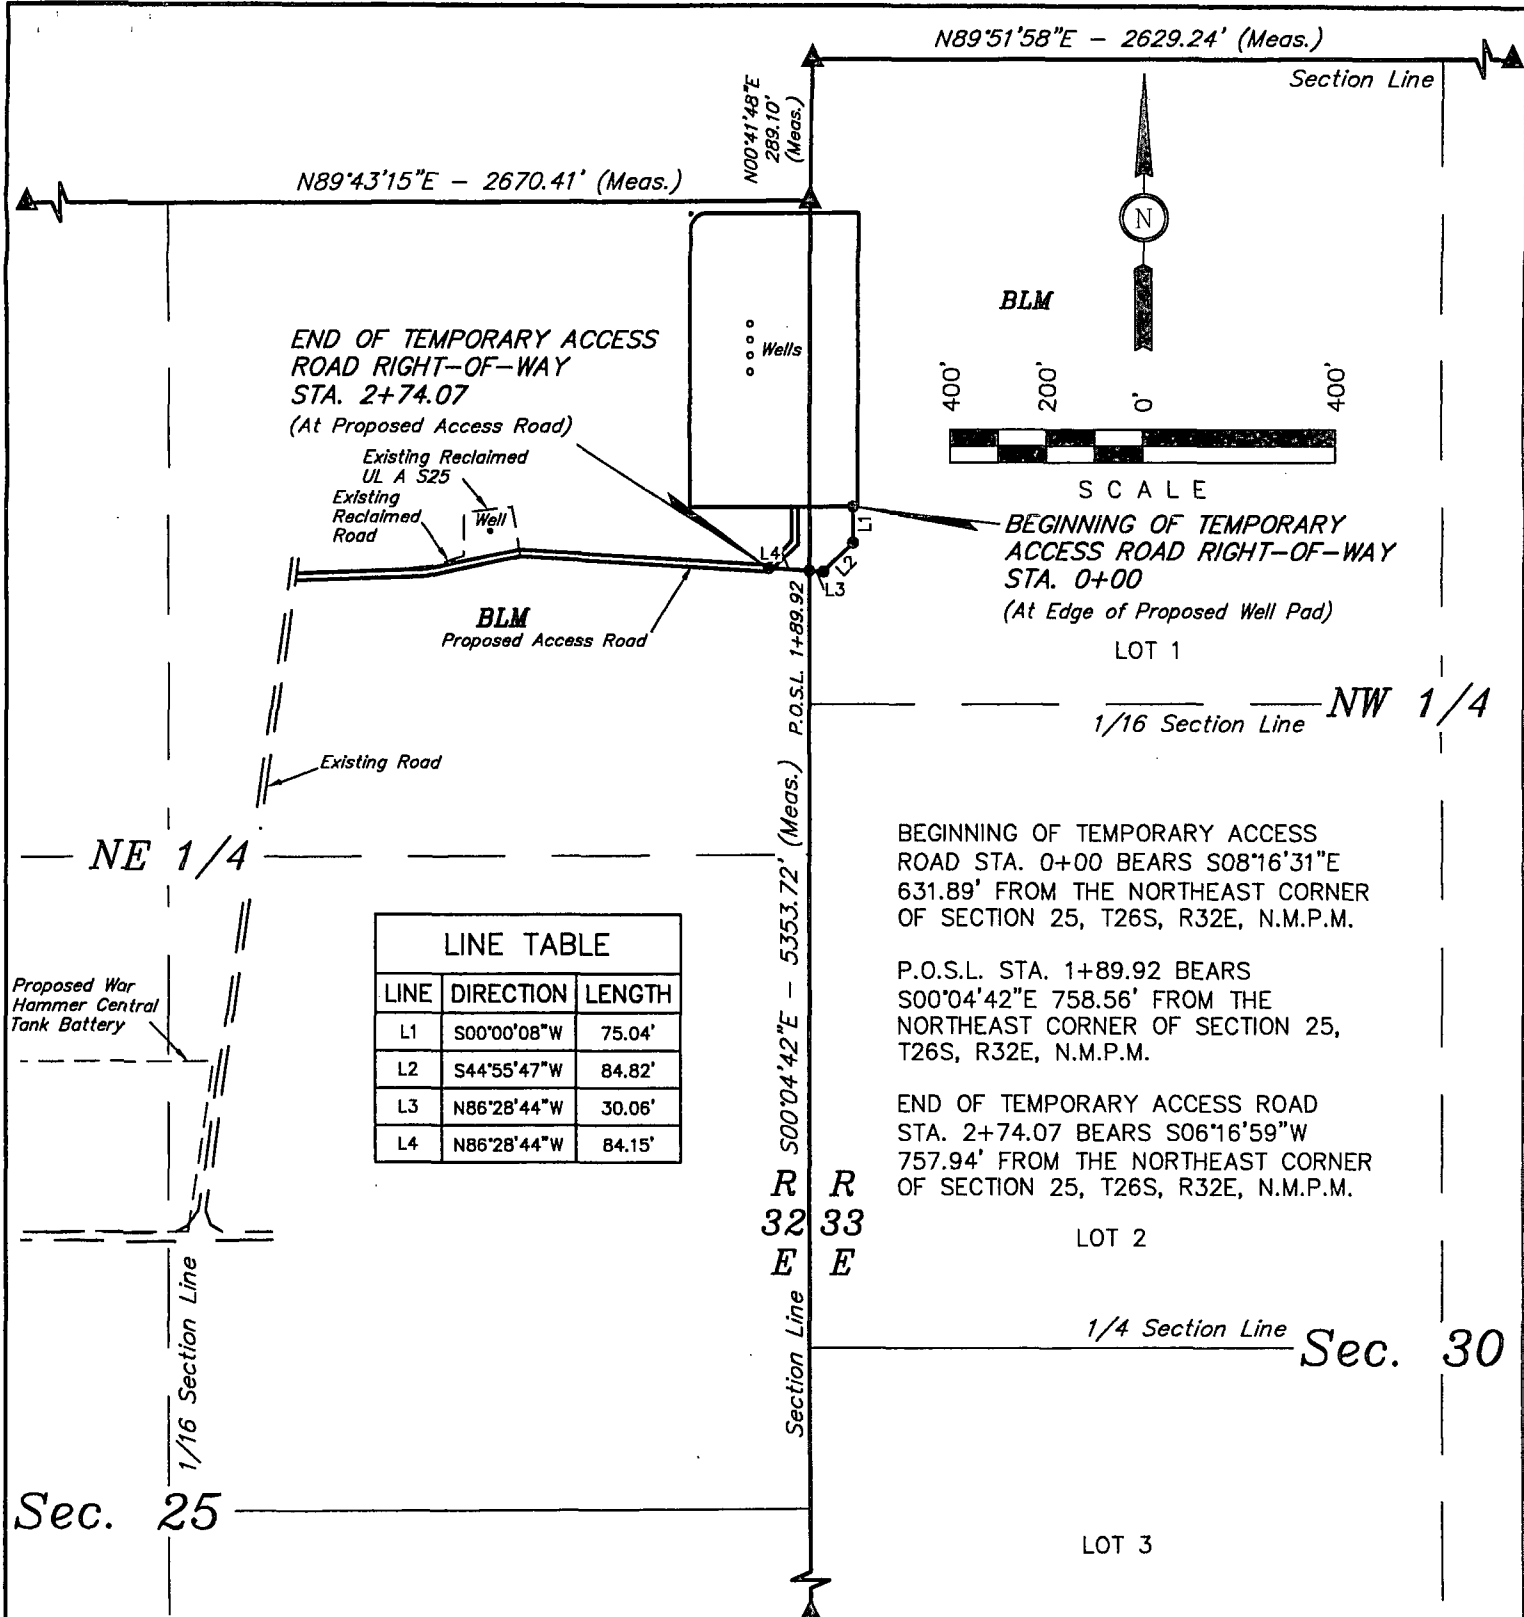 N89°51'58"E - 2629.24' (Meas.)
Section Line
N00°41'48"E
289.10'
(Meas.)
N89°43'15"E - 2670.41' (Meas.)
N
BLM
END OF TEMPORARY ACCESS
ROAD RIGHT-OF-WAY
STA. 2+74.07
(At Proposed Access Road)
Wells
400'
200'
0'
400'
SCALE
Existing Reclaimed
UL A S25
Existing
Reclaimed
Road
Well
L1
L2
L3
L4
BEGINNING OF TEMPORARY
ACCESS ROAD RIGHT-OF-WAY
STA. 0+00
(At Edge of Proposed Well Pad)
BLM
Proposed Access Road
P.O.S.L. 1+89.92
LOT 1
NW 1/4
1/16 Section Line
Existing Road
NE 1/4
S00°04'42"E - 5353.72' (Meas.)
BEGINNING OF TEMPORARY ACCESS
ROAD STA. 0+00 BEARS S08°16'31"E
631.89' FROM THE NORTHEAST CORNER
OF SECTION 25, T26S, R32E, N.M.P.M.
P.O.S.L. STA. 1+89.92 BEARS
S00°04'42"E 758.56' FROM THE
NORTHEAST CORNER OF SECTION 25,
T26S, R32E, N.M.P.M.
END OF TEMPORARY ACCESS ROAD
STA. 2+74.07 BEARS S06°16'59"W
757.94' FROM THE NORTHEAST CORNER
OF SECTION 25, T26S, R32E, N.M.P.M.
LINE TABLE
LINE DIRECTION LENGTH
L1 S00°00'08"W 75.04'
L2 S44°55'47"W 84.82'
L3 N86°28'44"W 30.06'
L4 N86°28'44"W 84.15'
Proposed War
Hammer Central
Tank Battery
R R
32 33
E E
LOT 2
1/16 Section Line
Section Line
1/4 Section Line
Sec. 30
Sec. 25
LOT 3